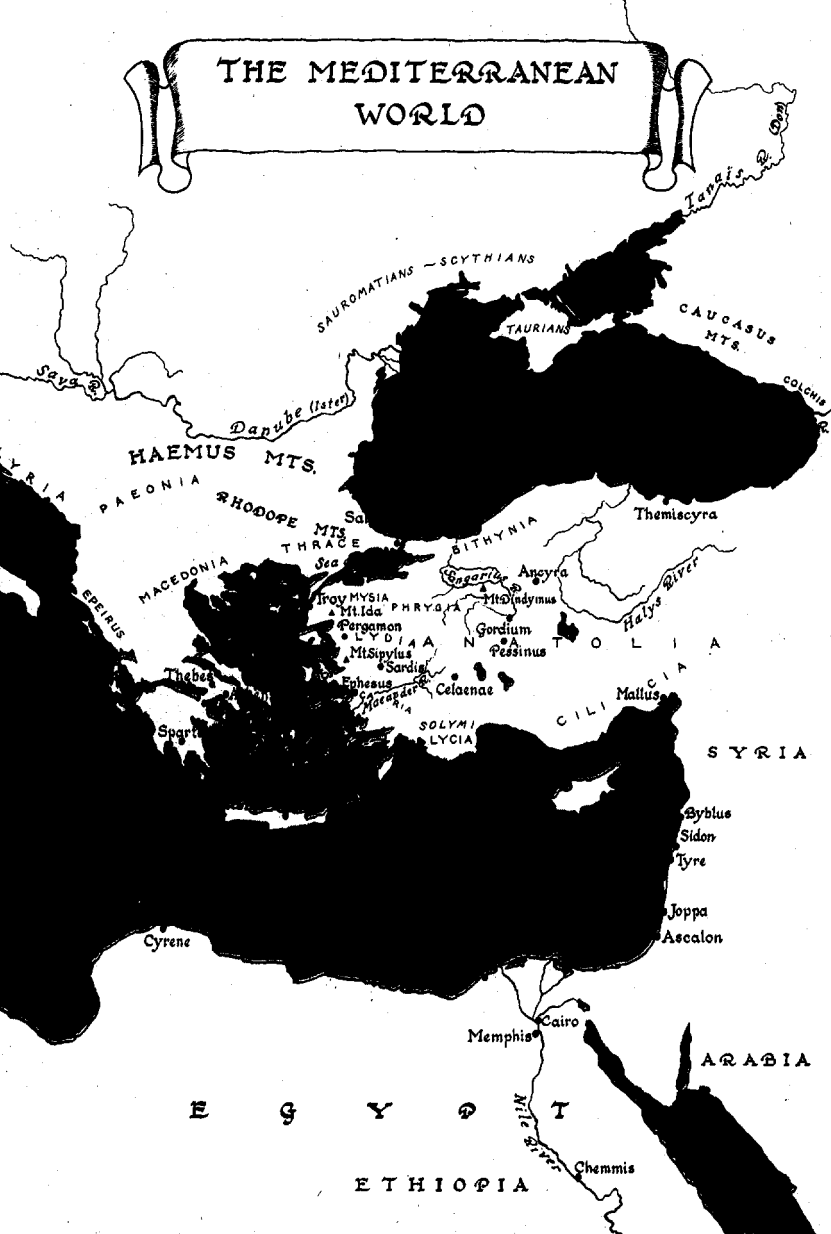 THE MEDITERRANEAN
WORLD
Tanais R. (Don)
SAUROMATIANS ~ SCYTHIANS
TAURIANS
CAUCASUS
MTS.
COLCHIS
R.
Sava R.
Danube (Ister)
HAEMUS MTS.
LYRIA
PAEONIA
RHODOPE MTS
THRACE
Sea
MACEDONIA
EPEIRUS
BITHYNIA
Themiscyra
Ancyra
Halys River
Mt Dindymus
Troy
MYSIA
PHRYGIA
Mt. Ida
Pergamon
Gordium
LYDIA
ANATOLIA
Pessinus
Mt Sipylus
Sardis
Thebes
Ephesus
Maeander R.
CARIA
Celaenae
Mallus
CILICIA
Spart
SOLYMI
LYCIA
SYRIA
Byblus
Sidon
Tyre
Joppa
Ascalon
Cyrene
Cairo
Memphis
ARABIA
EGYPT
Nile River
Chemmis
ETHIOPIA